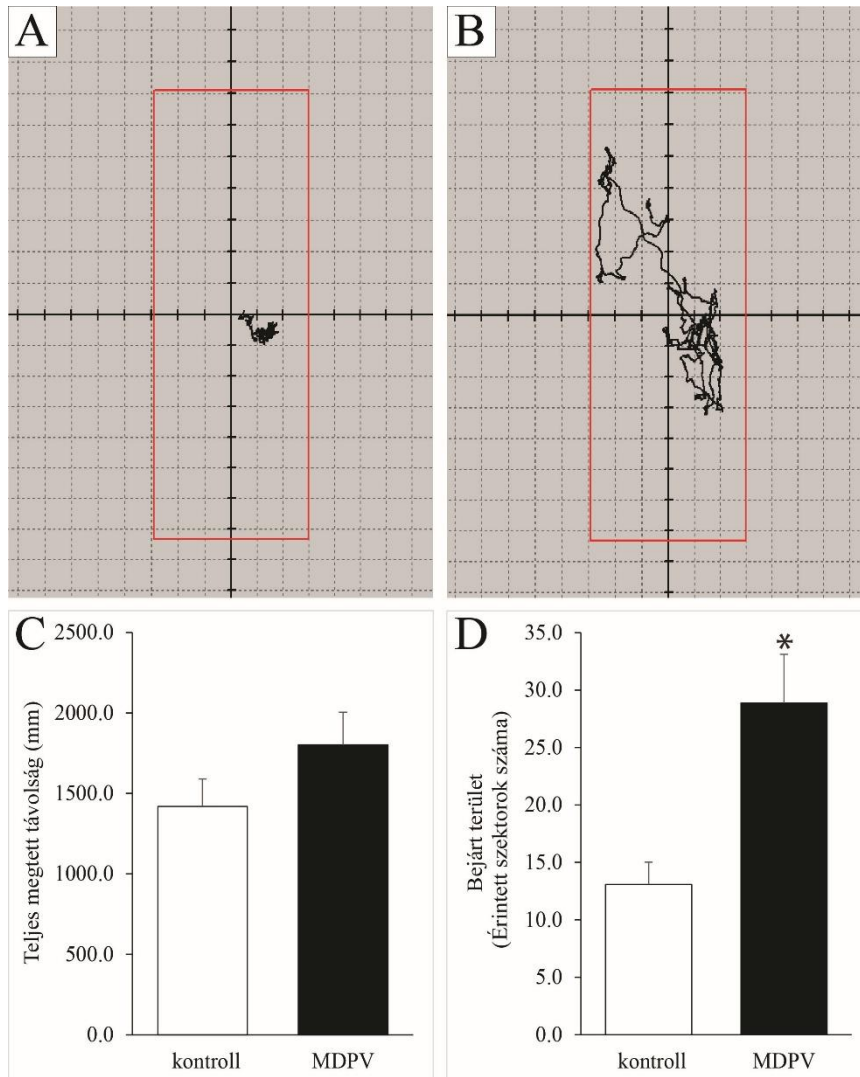 A
B
C
2500.0
2000.0
1500.0
1000.0
500.0
0.0
Teljes megtett távolság (mm)
kontroll
MDPV
D
35.0
30.0
25.0
20.0
15.0
10.0
5.0
0.0
Bejárt terület
(Érintett szektorok száma)
*
kontroll
MDPV